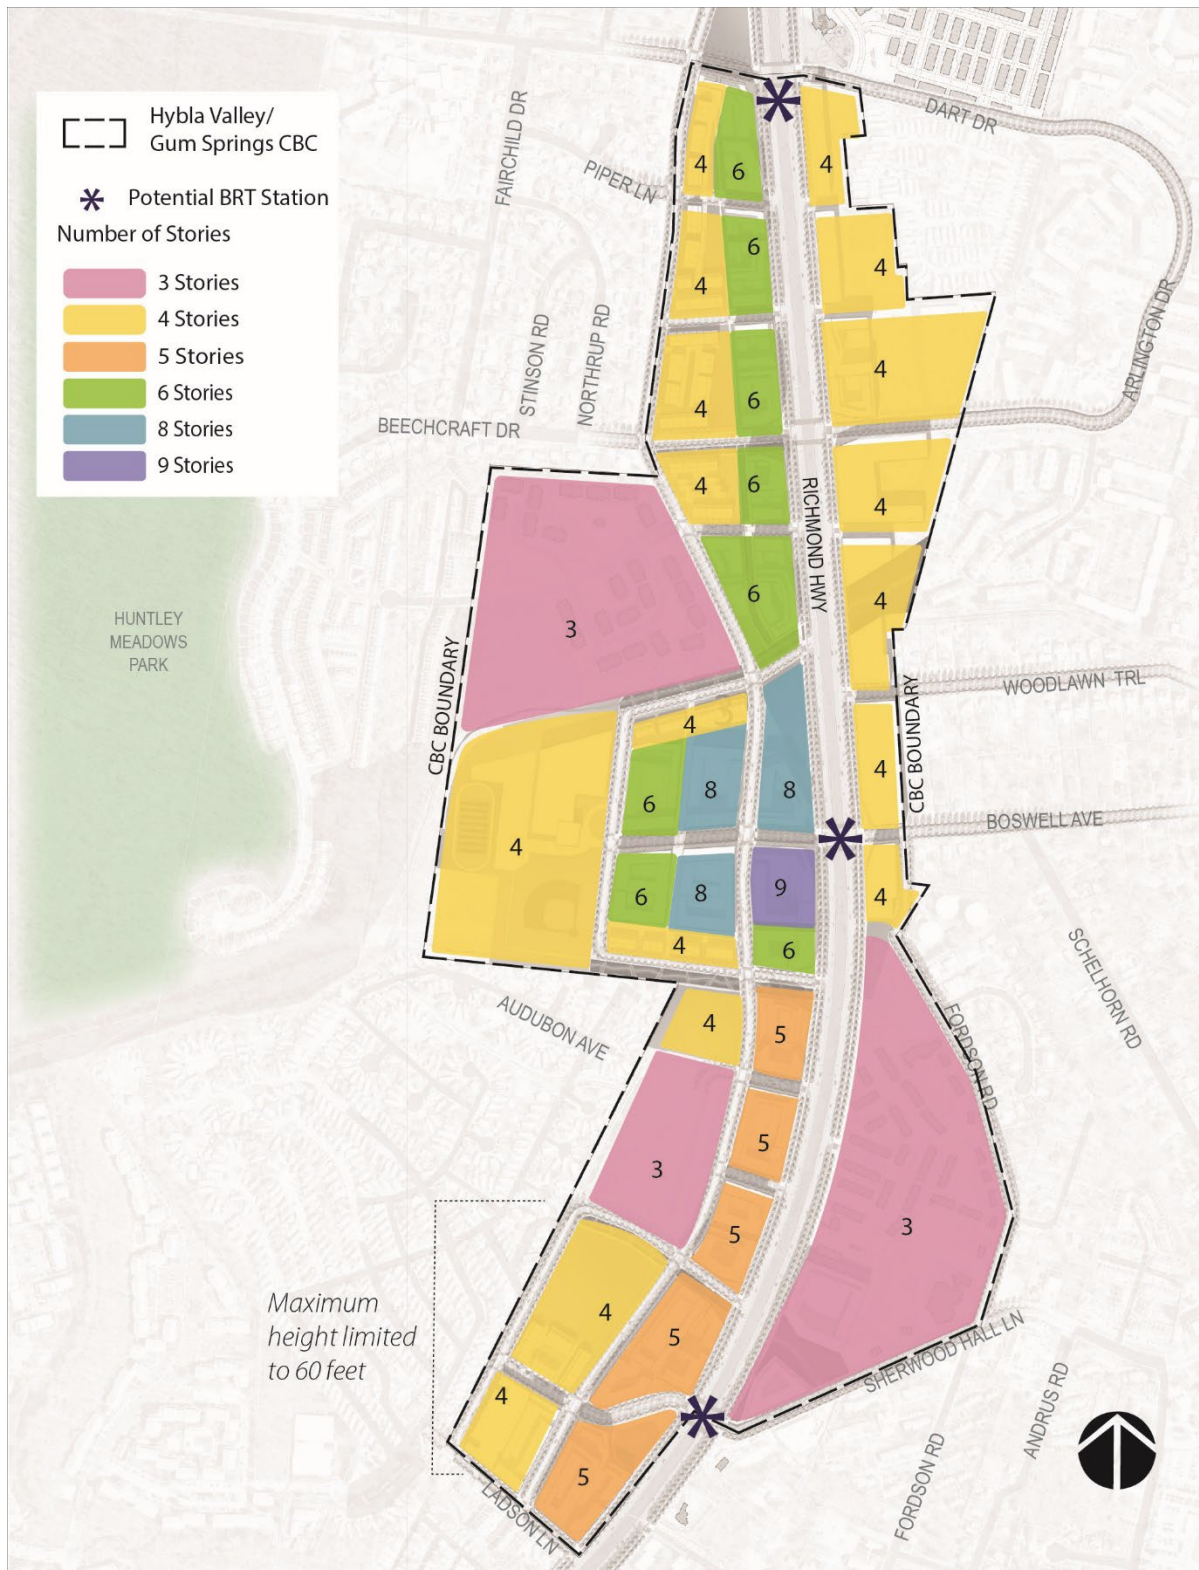 Hybla Valley/
Gum Springs CBC
Potential BRT Station
Number of Stories
3 Stories
4 Stories
5 Stories
6 Stories
8 Stories
9 Stories
FAIRCHILD DR
PIPER LN
DART DR
4
6
4
6
4
4
STINSON RD
NORTHRUP RD
ARLINGTON DR
4
6
4
BEECHCRAFT DR
4
6
4
RICHMOND HWY
6
4
3
HUNTLEY
MEADOWS
PARK
CBC BOUNDARY
WOODLAWN TRL
CBC BOUNDARY
4
4
6
8
8
BOSWELL AVE
4
6
8
9
4
4
6
SCHELHORN RD
AUDUBON AVE
4
5
FORDSON RD
5
3
5
3
Maximum
height limited
to 60 feet
4
5
SHERWOOD HALL LN
4
5
LADSON LN
FORDSON RD
ANDRUS RD